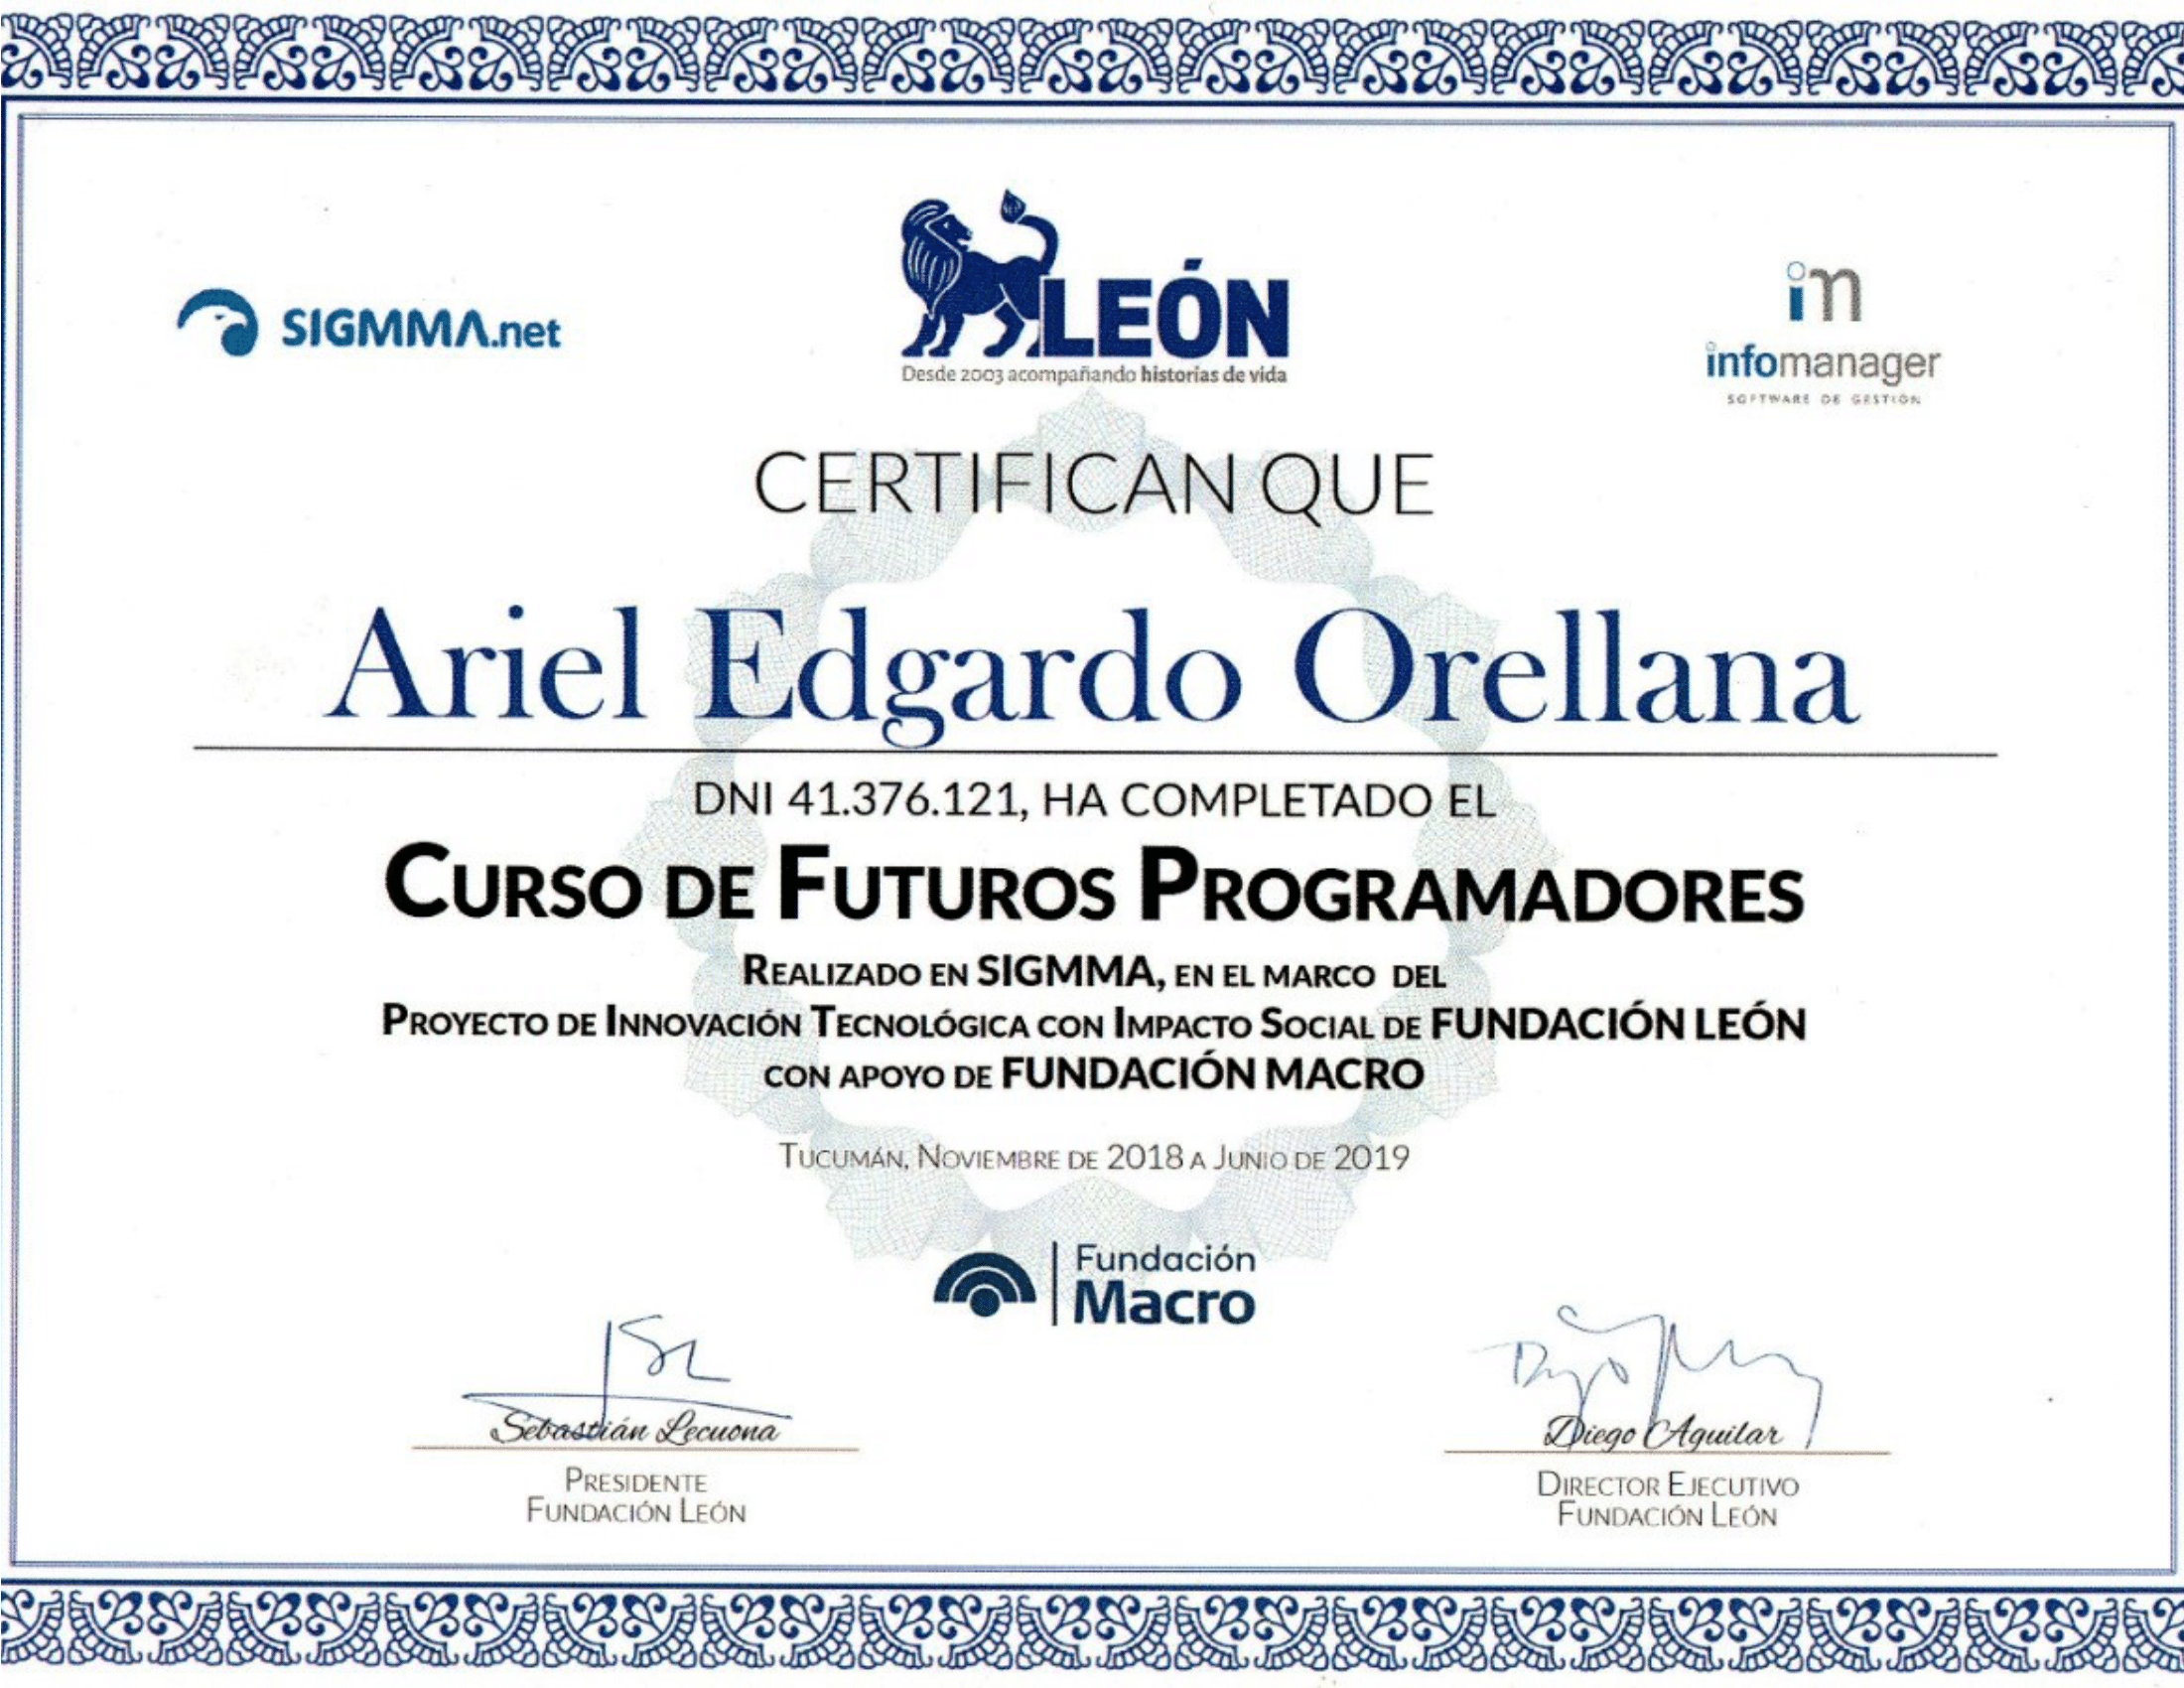 SIGMMA.net
LEÓN
Desde 2003 acompañando historias de vida
im
infomanager
SOFTWARE DE GESTIÓN
CERTIFICAN QUE
Ariel Edgardo Orellana
DNI 41.376.121, HA COMPLETADO EL
CURSO DE FUTUROS PROGRAMADORES
REALIZADO EN SIGMMA, EN EL MARCO DEL
PROYECTO DE INNOVACIÓN TECNOLÓGICA CON IMPACTO SOCIAL DE FUNDACIÓN LEÓN
CON APOYO DE FUNDACIÓN MACRO
TUCUMÁN, NOVIEMBRE DE 2018 A JUNIO DE 2019
Fundación
Macro
Sebastián Lecuona
PRESIDENTE
FUNDACIÓN LEÓN
Diego Aguilar
DIRECTOR EJECUTIVO
FUNDACIÓN LEÓN